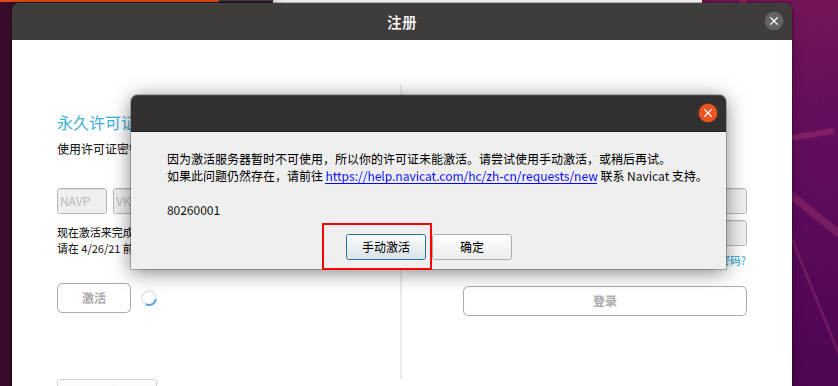 注册
永久许可证
使用许可证密
因为激活服务器暂时不可使用，所以你的许可证未能激活。请尝试使用手动激活，或稍后再试。
如果此问题仍然存在，请前往 https://help.navicat.com/hc/zh-cn/requests/new 联系 Navicat 支持。
80260001
手动激活
确定
NAVP
VK
现在激活来完成
请在 4/26/21 前
密码?
激活
登录